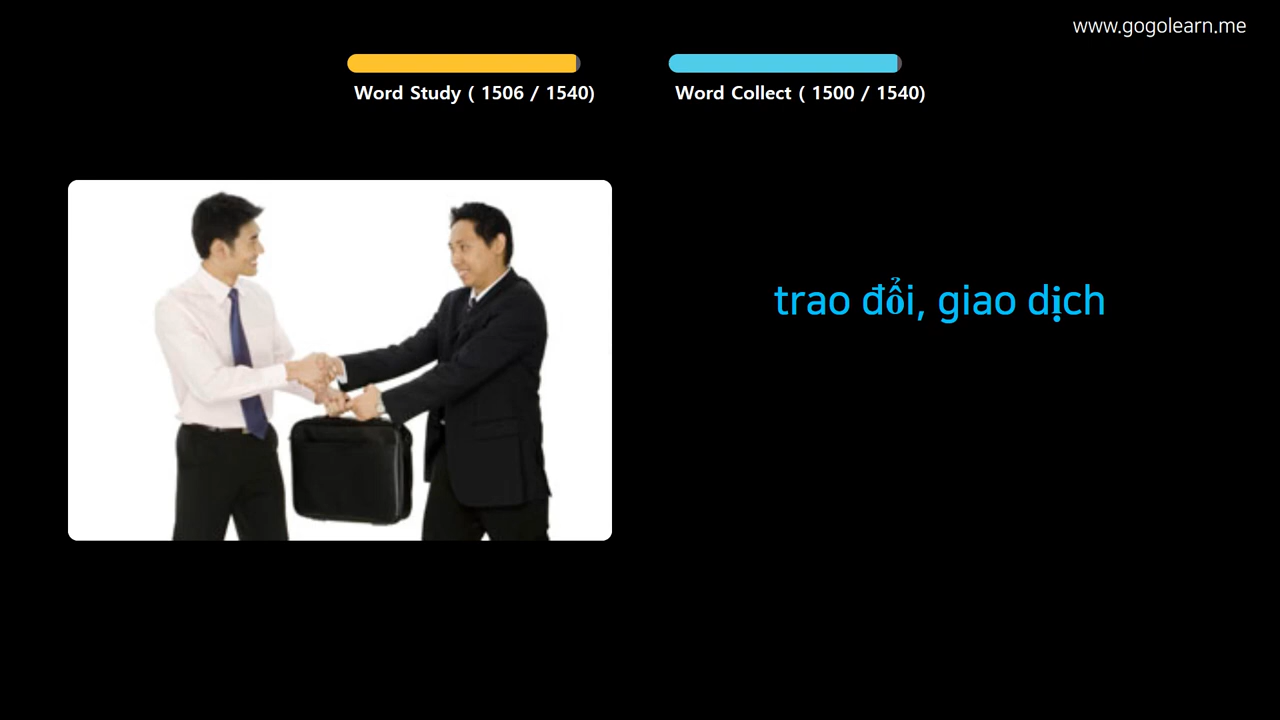 www.gogolearn.me
Word Study ( 1506 / 1540)
Word Collect ( 1500 / 1540)
trao đổi, giao dịch